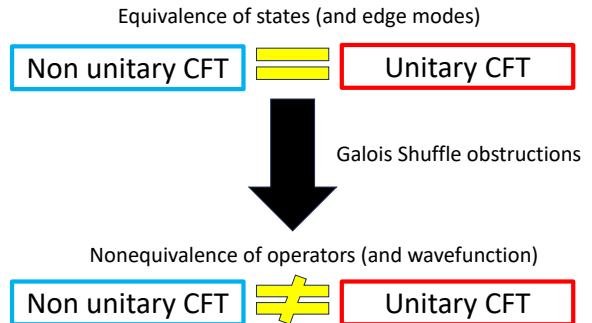 Equivalence of states (and edge modes)
Non unitary CFT = Unitary CFT
Galois Shuffle obstructions
Nonequivalence of operators (and wavefunction)
Non unitary CFT ≠ Unitary CFT